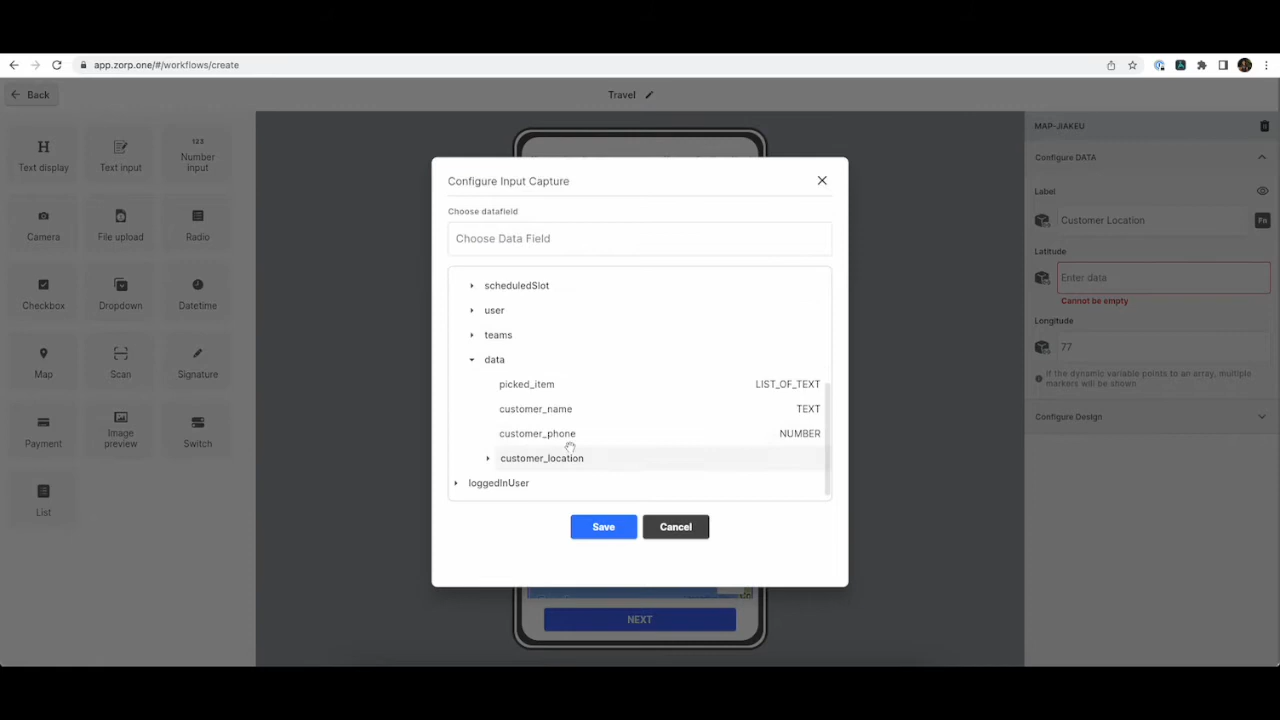 app.zorp.one/#/workflows/create
Back
Travel
Text display
Text input
123
Number
input
Camera
File upload
Radio
Checkbox
Dropdown
Datetime
Map
Scan
Signature
Payment
Image
preview
Switch
List
Configure Input Capture
Choose datafield
Choose Data Field
scheduledSlot
user
teams
data
picked_item LIST_OF_TEXT
customer_name TEXT
customer_phone NUMBER
customer_location
loggedInUser
Save
Cancel
NEXT
MAP-JIAKEU
Configure DATA
Label
Customer Location
Fn
Latitude
Enter data
Cannot be empty
Longitude
77
If the dynamic variable points to an array, multiple
markers will be shown
Configure Design